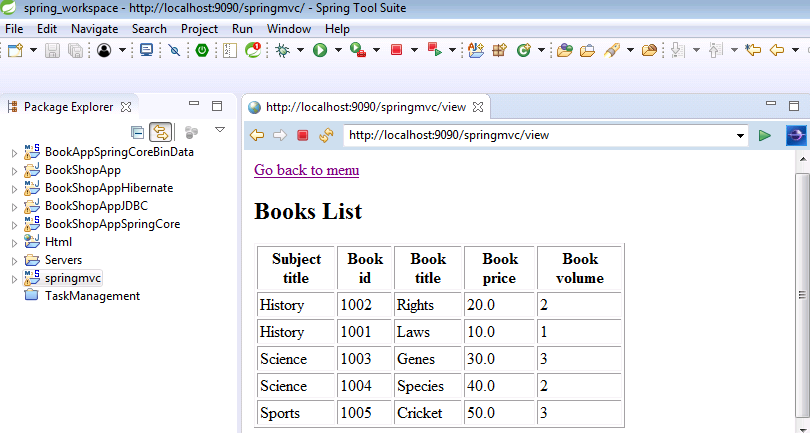 spring_workspace - http://localhost:9090/springmvc/ - Spring Tool Suite
File Edit Navigate Search Project Run Window Help
Package Explorer
http://localhost:9090/springmvc/view
http://localhost:9090/springmvc/view
BookAppSpringCoreBinData
BookShopApp
BookShopAppHibernate
BookShopAppJDBC
BookShopAppSpringCore
Html
Servers
springmvc
TaskManagement
Go back to menu
Books List
Subject title Book id Book title Book price Book volume
History 1002 Rights 20.0 2
History 1001 Laws 10.0 1
Science 1003 Genes 30.0 3
Science 1004 Species 40.0 2
Sports 1005 Cricket 50.0 3